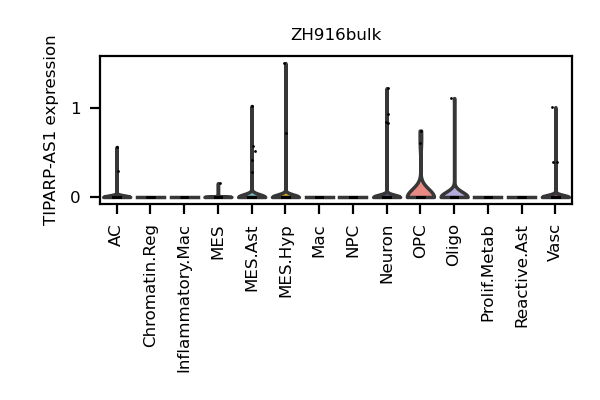 ZH916bulk
TIPARP-AS1 expression
1
0
AC
Chromatin.Reg
Inflammatory.Mac
MES
MES.Ast
MES.Hyp
Mac
NPC
Neuron
OPC
Oligo
Prolif.Metab
Reactive.Ast
Vasc